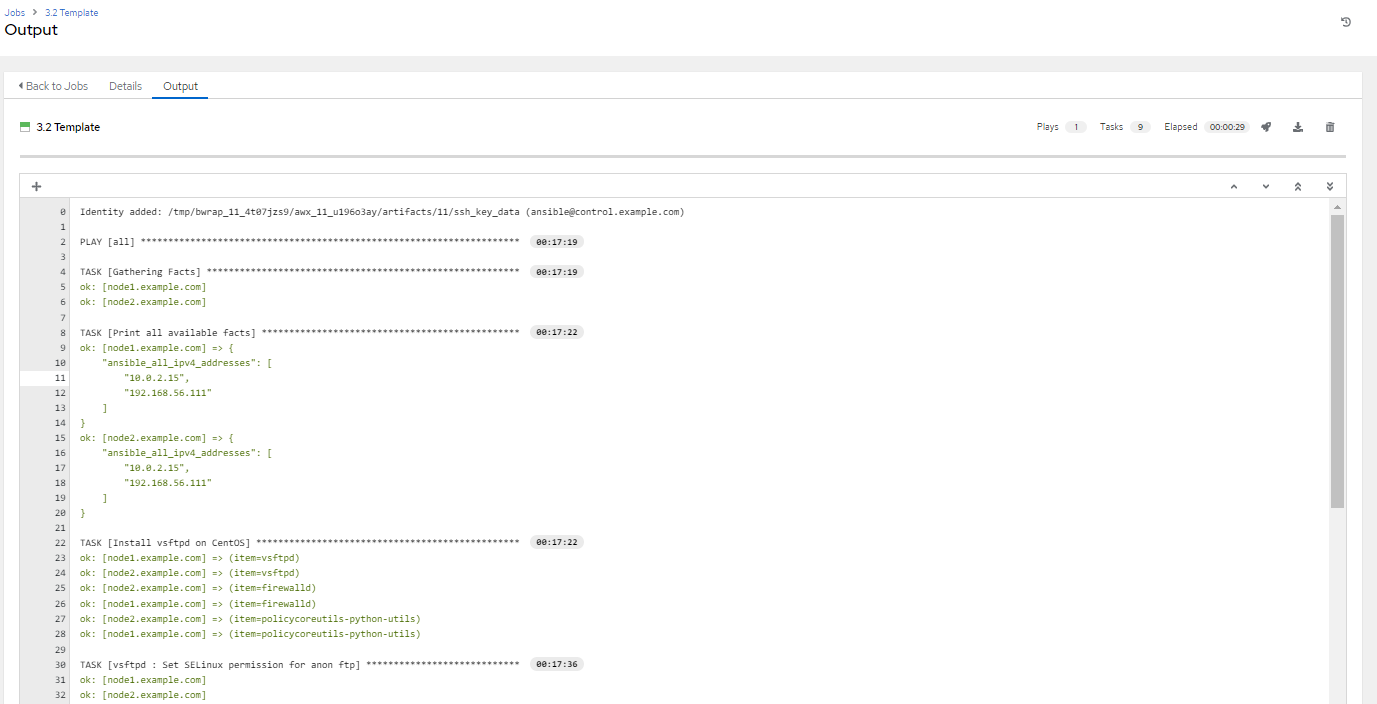 Jobs > 3.2 Template
Output
Back to Jobs Details Output
3.2 Template Plays 1 Tasks 9 Elapsed 00:00:29
0 Identity added: /tmp/bwrap_11_4t07jzs9/awx_11_u196o3ay/artifacts/11/ssh_key_data (ansible@control.example.com)
1
2 PLAY [all] ********************************************************************* 00:17:19
3
4 TASK [Gathering Facts] ********************************************************* 00:17:19
5 ok: [node1.example.com]
6 ok: [node2.example.com]
7
8 TASK [Print all available facts] *********************************************** 00:17:22
9 ok: [node1.example.com] => {
10 "ansible_all_ipv4_addresses": [
11 "10.0.2.15",
12 "192.168.56.111"
13 ]
14 }
15 ok: [node2.example.com] => {
16 "ansible_all_ipv4_addresses": [
17 "10.0.2.15",
18 "192.168.56.111"
19 ]
20 }
21
22 TASK [Install vsftpd on CentOS] ************************************************ 00:17:22
23 ok: [node1.example.com] => (item=vsftpd)
24 ok: [node2.example.com] => (item=vsftpd)
25 ok: [node2.example.com] => (item=firewalld)
26 ok: [node1.example.com] => (item=firewalld)
27 ok: [node2.example.com] => (item=policycoreutils-python-utils)
28 ok: [node1.example.com] => (item=policycoreutils-python-utils)
29
30 TASK [vsftpd : Set SELinux permission for anon ftp] **************************** 00:17:36
31 ok: [node1.example.com]
32 ok: [node2.example.com]